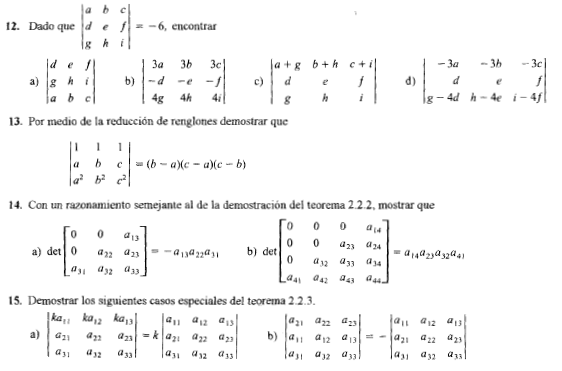 12. Dado que |a b c; d e f; g h i| = −6, encontrar
a) |d e f; g h i; a b c| b) |3a 3b 3c; −d −e −f; 4g 4h 4i| c) |a + g b + h c + i; d e f; g h i| d) |−3a −3b −3c; d e f; g − 4d h − 4e i − 4f|
13. Por medio de la reducción de renglones demostrar que
|1 1 1; a b c; a² b² c²| = (b − a)(c − a)(c − b)
14. Con un razonamiento semejante al de la demostración del teorema 2.2.2, mostrar que
a) det [0 0 a₁₃; 0 a₂₂ a₂₃; a₃₁ a₃₂ a₃₃] = −a₁₃a₂₂a₃₁ b) det [0 0 0 a₁₄; 0 0 a₂₃ a₂₄; 0 a₃₂ a₃₃ a₃₄; a₄₁ a₄₂ a₄₃ a₄₄] = a₁₄a₂₃a₃₂a₄₁
15. Demostrar los siguientes casos especiales del teorema 2.2.3.
a) |ka₁₁ ka₁₂ ka₁₃; a₂₁ a₂₂ a₂₃; a₃₁ a₃₂ a₃₃| = k |a₁₁ a₁₂ a₁₃; a₂₁ a₂₂ a₂₃; a₃₁ a₃₂ a₃₃| b) |a₂₁ a₂₂ a₂₃; a₁₁ a₁₂ a₁₃; a₃₁ a₃₂ a₃₃| = − |a₁₁ a₁₂ a₁₃; a₂₁ a₂₂ a₂₃; a₃₁ a₃₂ a₃₃|